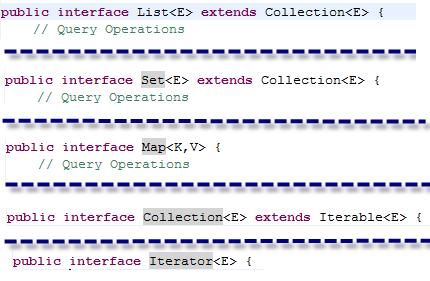 public interface List<E> extends Collection<E> {
// Query Operations
public interface Set<E> extends Collection<E> {
// Query Operations
public interface Map<K,V> {
// Query Operations
public interface Collection<E> extends Iterable<E> {
public interface Iterator<E> {